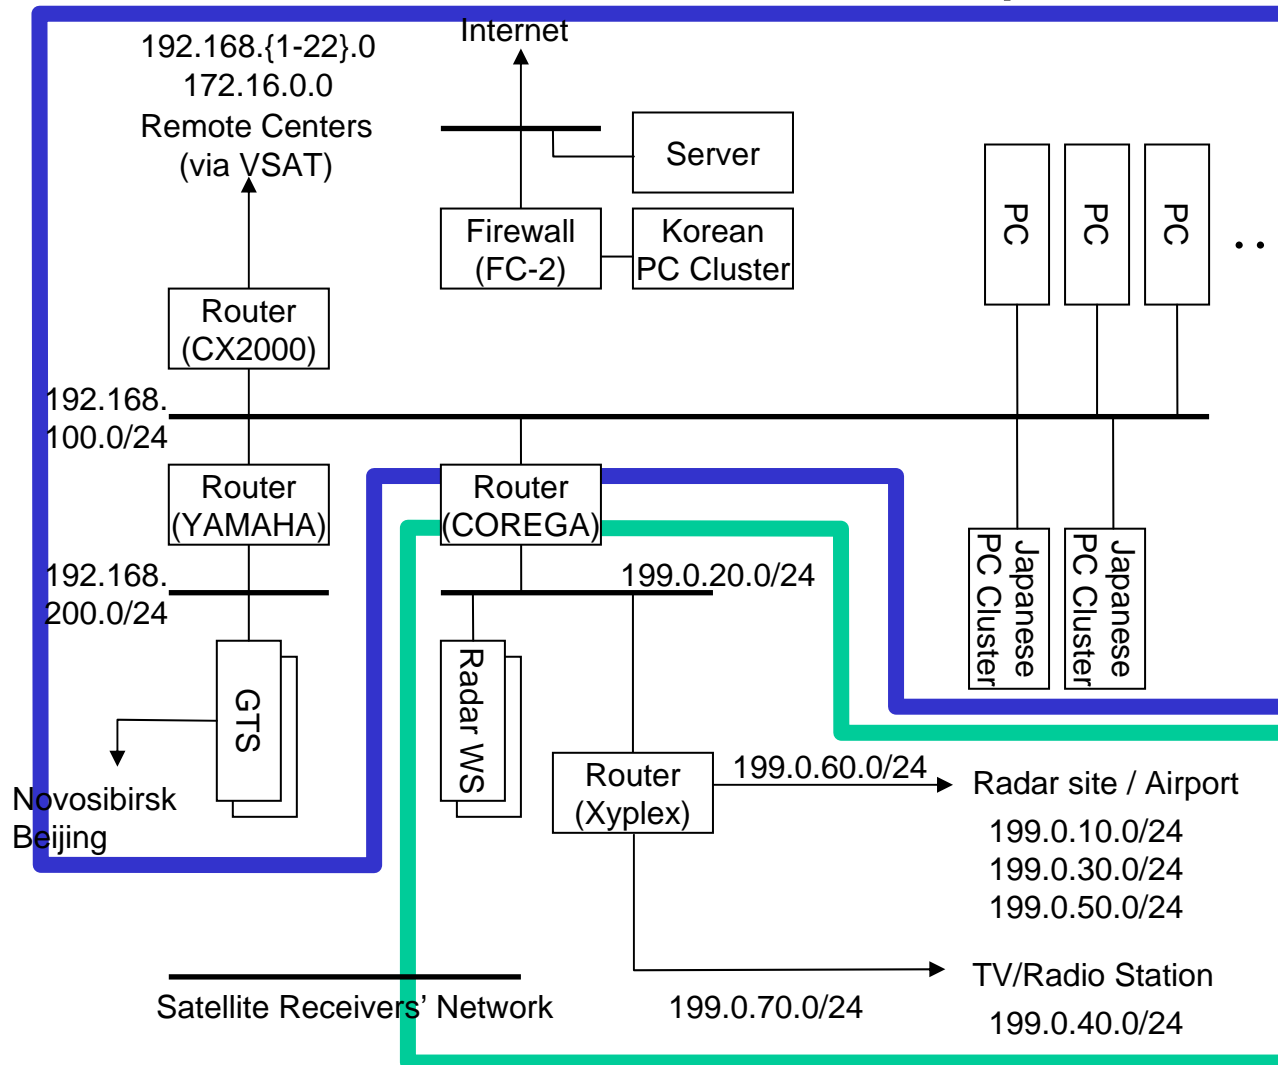 Internet
192.168.{1-22}.0
172.16.0.0
Remote Centers
(via VSAT)
Server
Firewall
(FC-2)
Korean
PC Cluster
PC
PC
PC
. .
Router
(CX2000)
192.168.
100.0/24
Router
(YAMAHA)
Router
(COREGA)
192.168.
200.0/24
199.0.20.0/24
Japanese
PC Cluster
Japanese
PC Cluster
GTS
Radar WS
Novosibirsk
Beijing
Router
(Xyplex)
199.0.60.0/24
Radar site / Airport
199.0.10.0/24
199.0.30.0/24
199.0.50.0/24
Satellite Receivers’ Network
199.0.70.0/24
TV/Radio Station
199.0.40.0/24